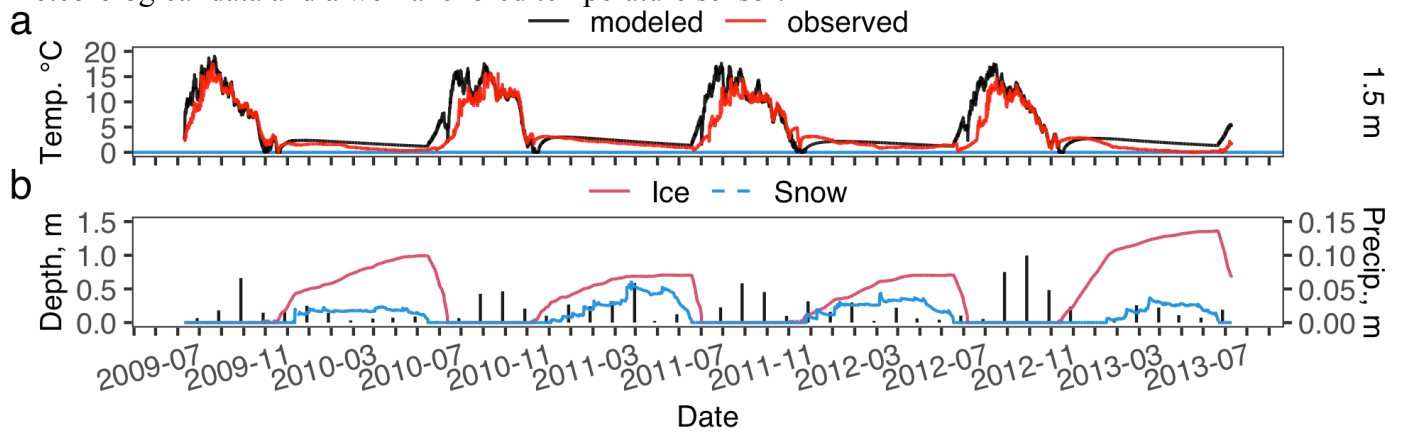 a
modeled observed
Temp. °C
20
15
10
5
0
1.5 m
b
Ice Snow
Depth, m
1.5
1.0
0.5
0.0
0.15
0.10
0.05
0.00
Precip., m
2009-07 2009-11 2010-03 2010-07 2010-11 2011-03 2011-07 2011-11 2012-03 2012-07 2012-11 2013-03 2013-07
Date